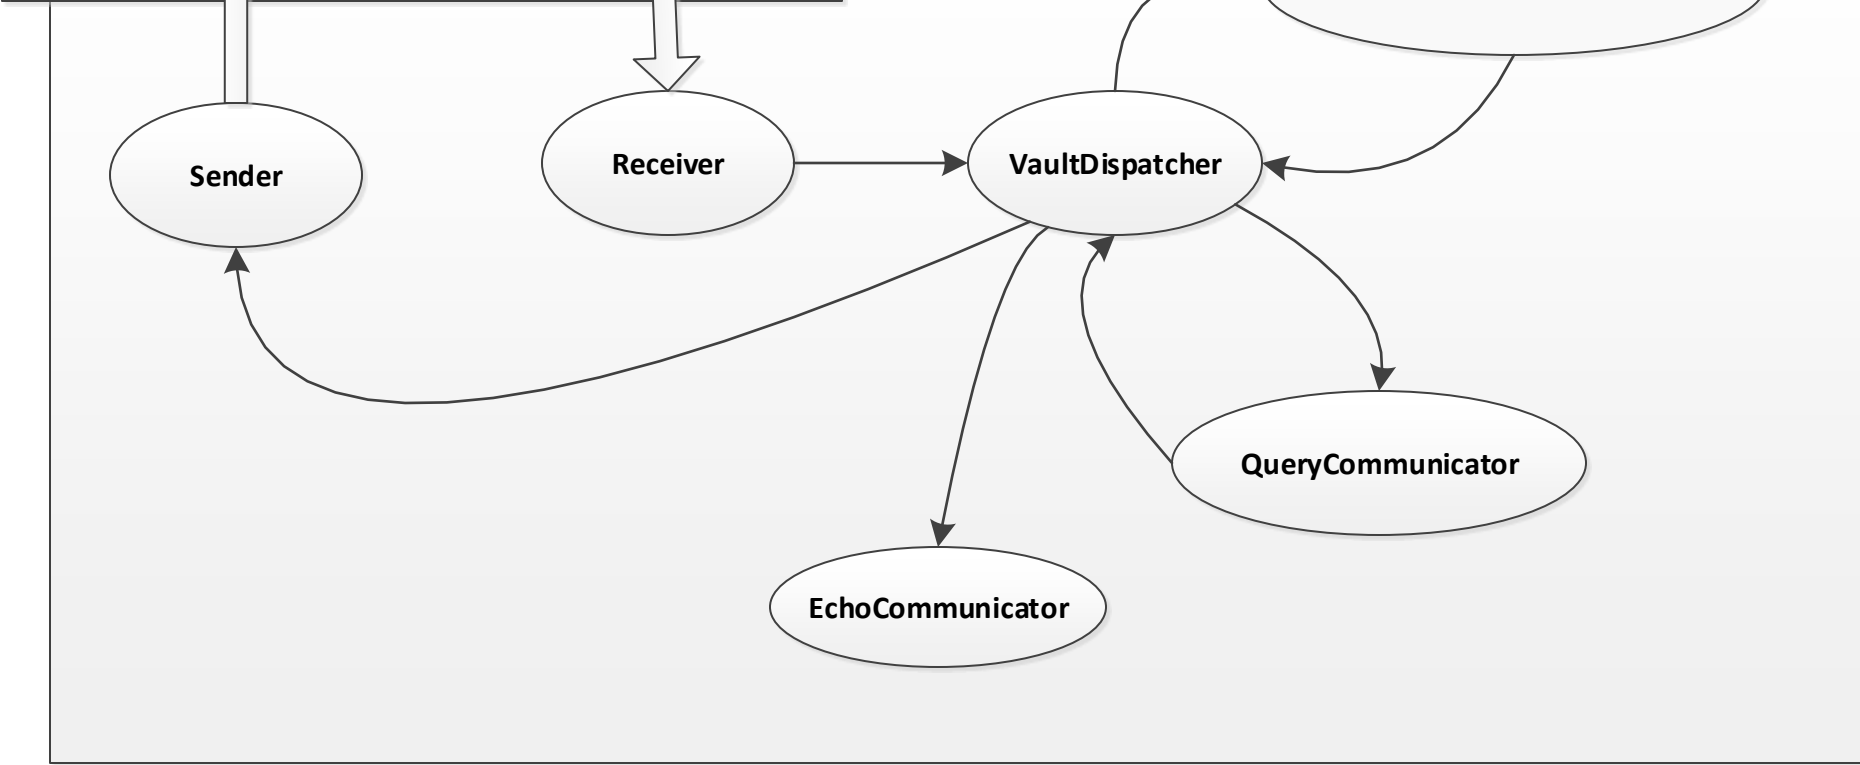 Sender
Receiver
VaultDispatcher
QueryCommunicator
EchoCommunicator